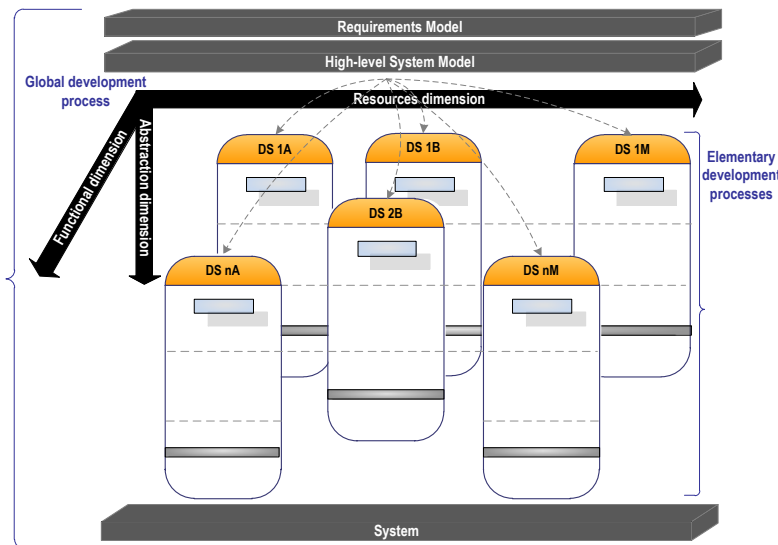 Requirements Model
High-level System Model
Global development
process
Resources dimension
Functional dimension
Abstraction dimension
DS 1A
DS 1B
DS 1M
Elementary
development
processes
DS 2B
DS nA
DS nM
System